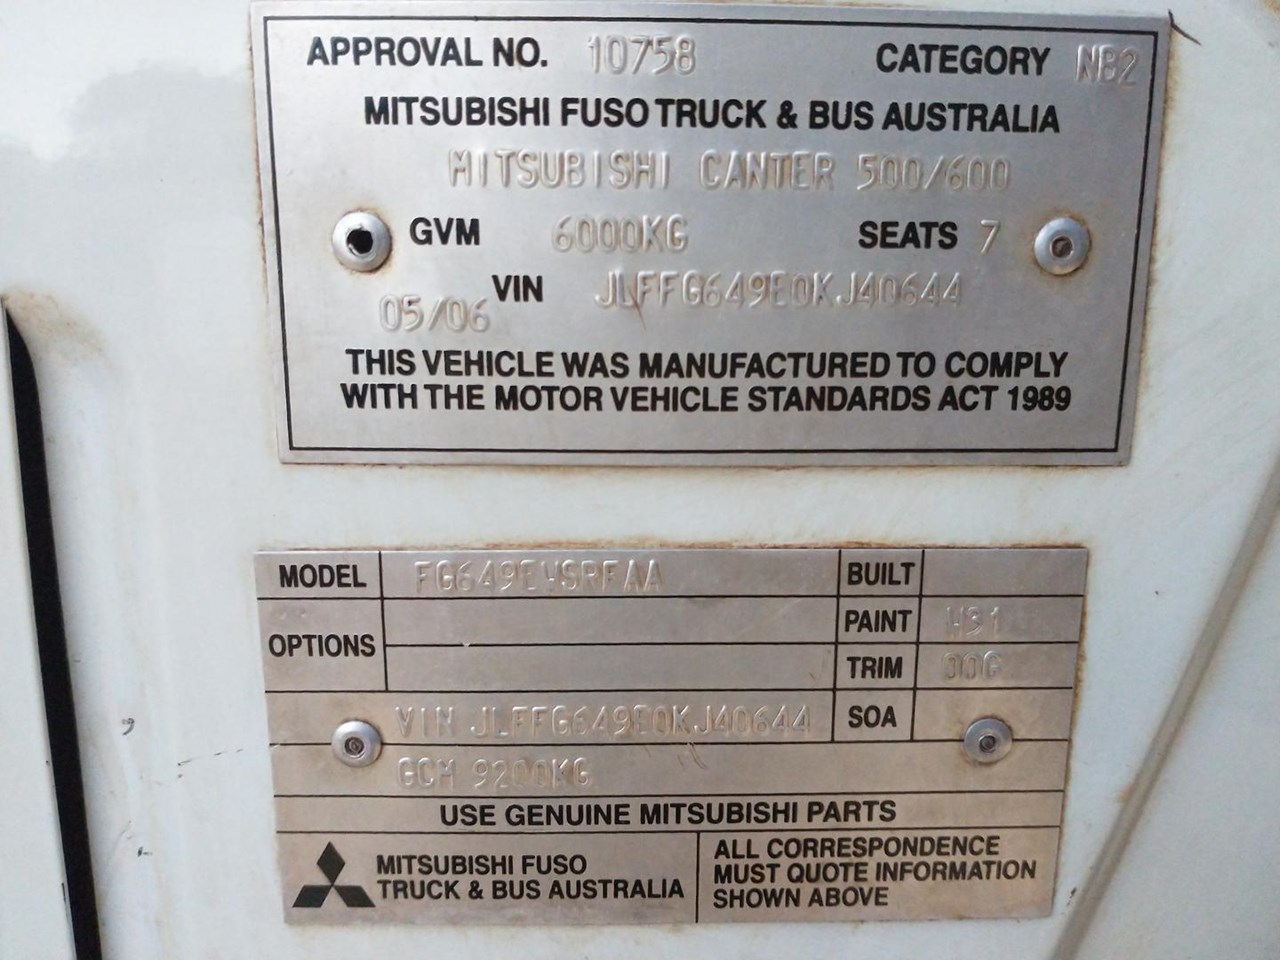 APPROVAL NO. 10758 CATEGORY NB2
MITSUBISHI FUSO TRUCK & BUS AUSTRALIA
MITSUBISHI CANTER 500/600
GVM 6000KG SEATS 7
VIN JLFFG649E0KJ40644
05/06
THIS VEHICLE WAS MANUFACTURED TO COMPLY
WITH THE MOTOR VEHICLE STANDARDS ACT 1989
MODEL BUILT
OPTIONS PAINT
TRIM 00G
VIN JLFFG649E0KJ40644 SOA
GCM 9200KG
USE GENUINE MITSUBISHI PARTS
MITSUBISHI FUSO
TRUCK & BUS AUSTRALIA
ALL CORRESPONDENCE
MUST QUOTE INFORMATION
SHOWN ABOVE